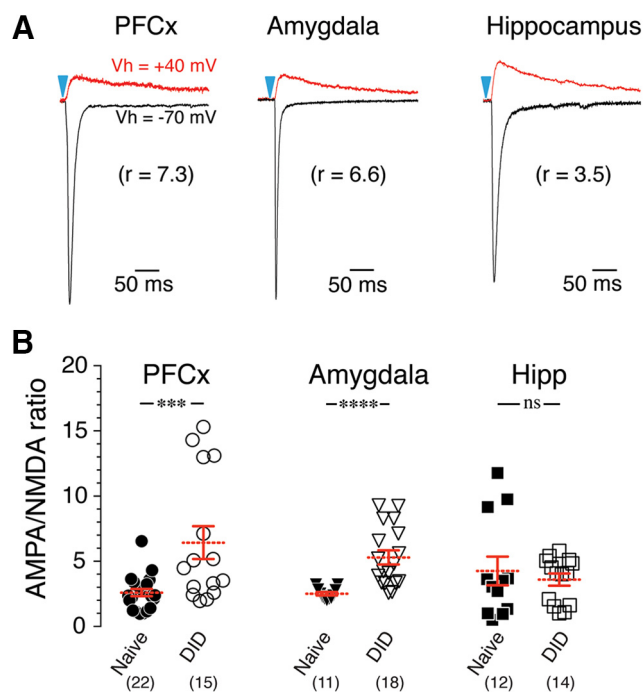 A
PFCx Amygdala Hippocampus
Vh = +40 mV
Vh = -70 mV
(r = 7.3) (r = 6.6) (r = 3.5)
50 ms 50 ms 50 ms
B
PFCx Amygdala Hipp
*** **** ns
AMPA/NMDA ratio
20
15
10
5
0
Naive DID Naive DID Naive DID
(22) (15) (11) (18) (12) (14)